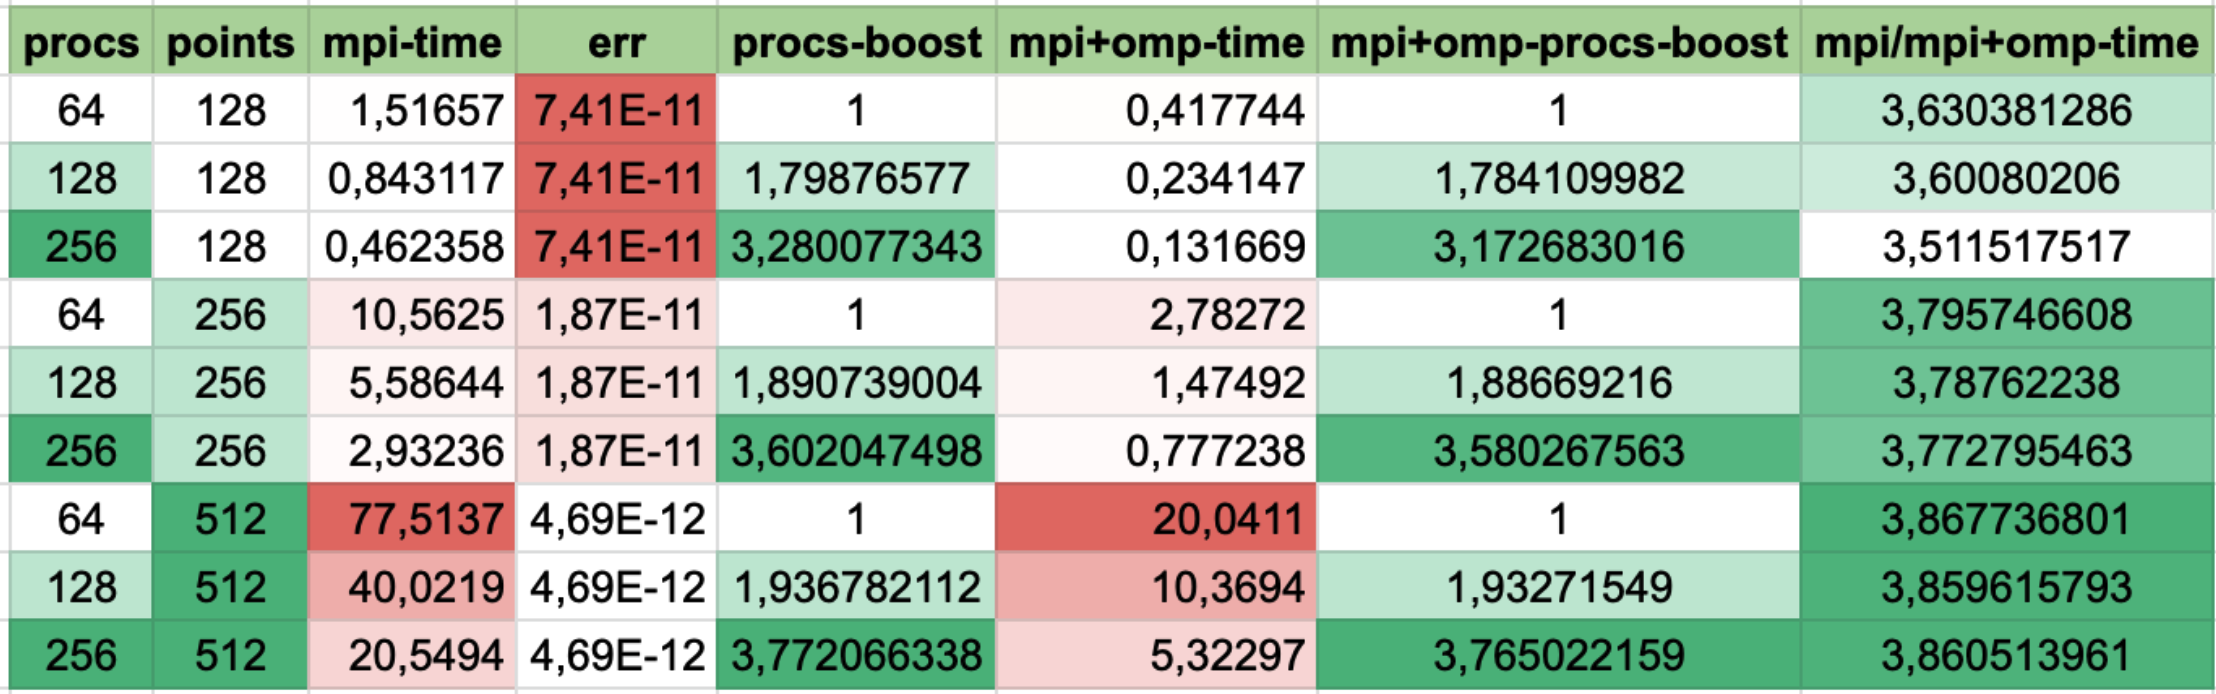 procs points mpi-time err procs-boost mpi+omp-time mpi+omp-procs-boost mpi/mpi+omp-time
64 128 1,51657 7,41E-11 1 0,417744 1 3,630381286
128 128 0,843117 7,41E-11 1,79876577 0,234147 1,784109982 3,60080206
256 128 0,462358 7,41E-11 3,280077343 0,131669 3,172683016 3,511517517
64 256 10,5625 1,87E-11 1 2,78272 1 3,795746608
128 256 5,58644 1,87E-11 1,890739004 1,47492 1,88669216 3,78762238
256 256 2,93236 1,87E-11 3,602047498 0,777238 3,580267563 3,772795463
64 512 77,5137 4,69E-12 1 20,0411 1 3,867736801
128 512 40,0219 4,69E-12 1,936782112 10,3694 1,93271549 3,859615793
256 512 20,5494 4,69E-12 3,772066338 5,32297 3,765022159 3,860513961